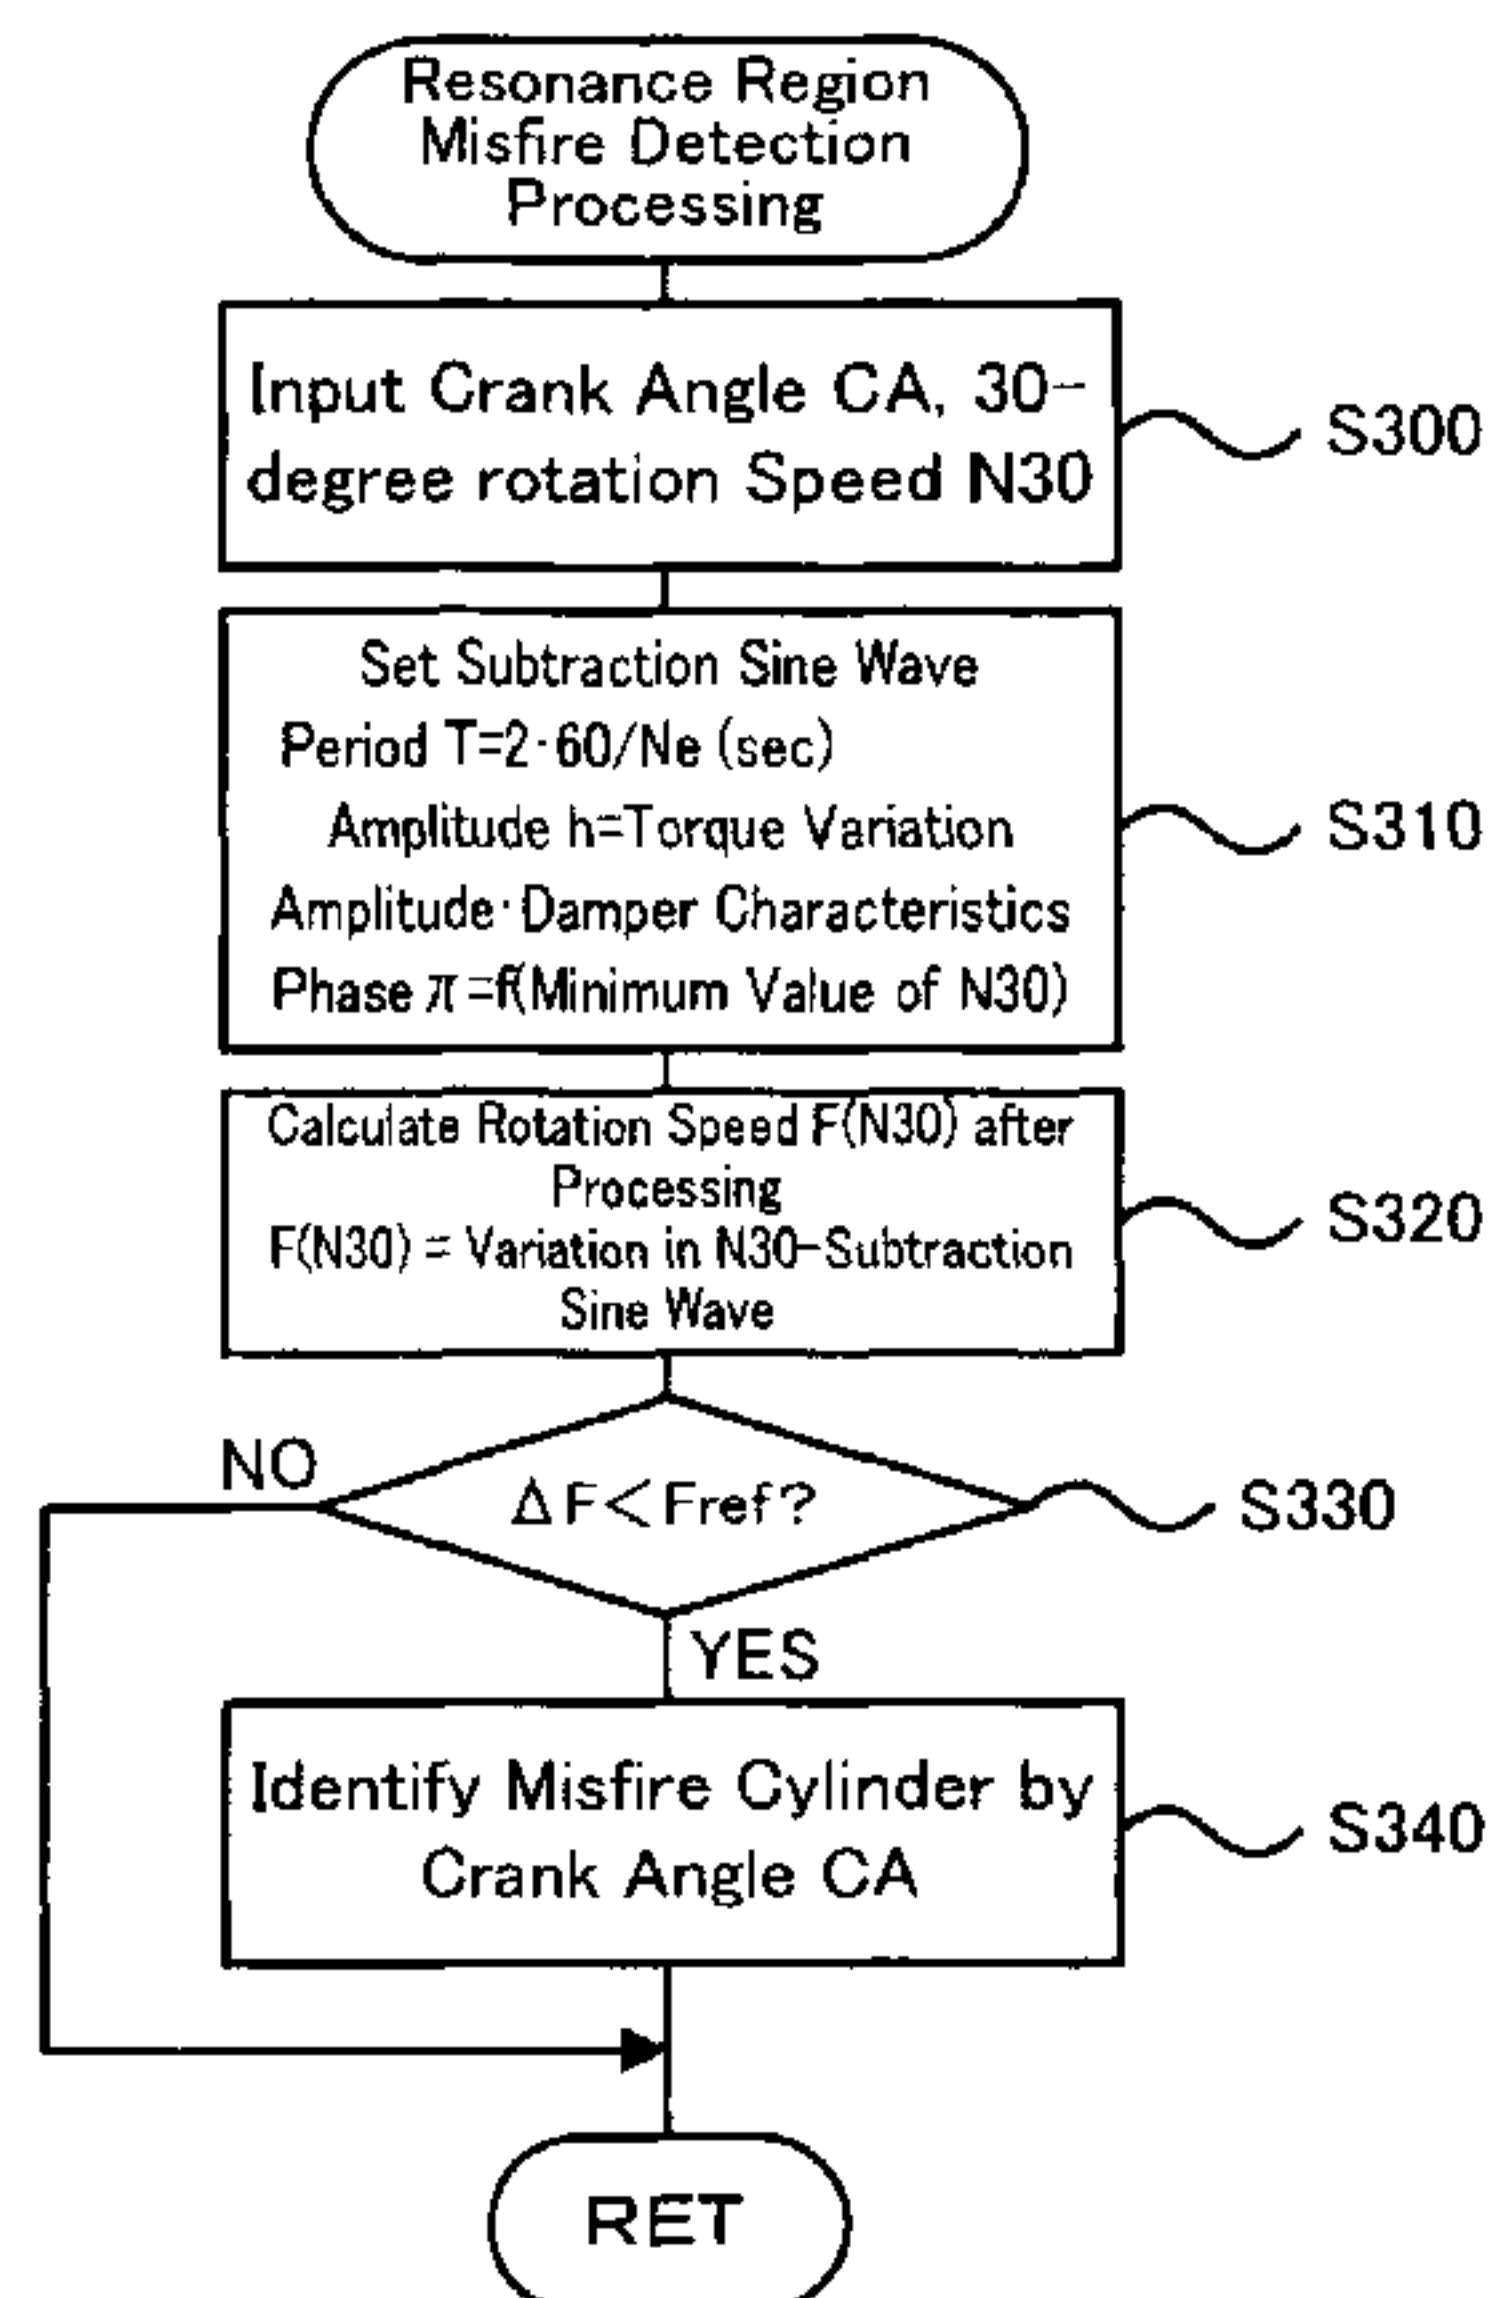 Resonance Region
Misfire Detection
Processing
Input Crank Angle CA, 30-
degree rotation Speed N30
S300
Set Subtraction Sine Wave
Period T=2·60/Ne (sec)
Amplitude h=Torque Variation
Amplitude·Damper Characteristics
Phase π=f(Minimum Value of N30)
S310
Calculate Rotation Speed F(N30) after
Processing
F(N30) = Variation in N30-Subtraction
Sine Wave
S320
NO
ΔF<Fref?
S330
YES
Identify Misfire Cylinder by
Crank Angle CA
S340
RET